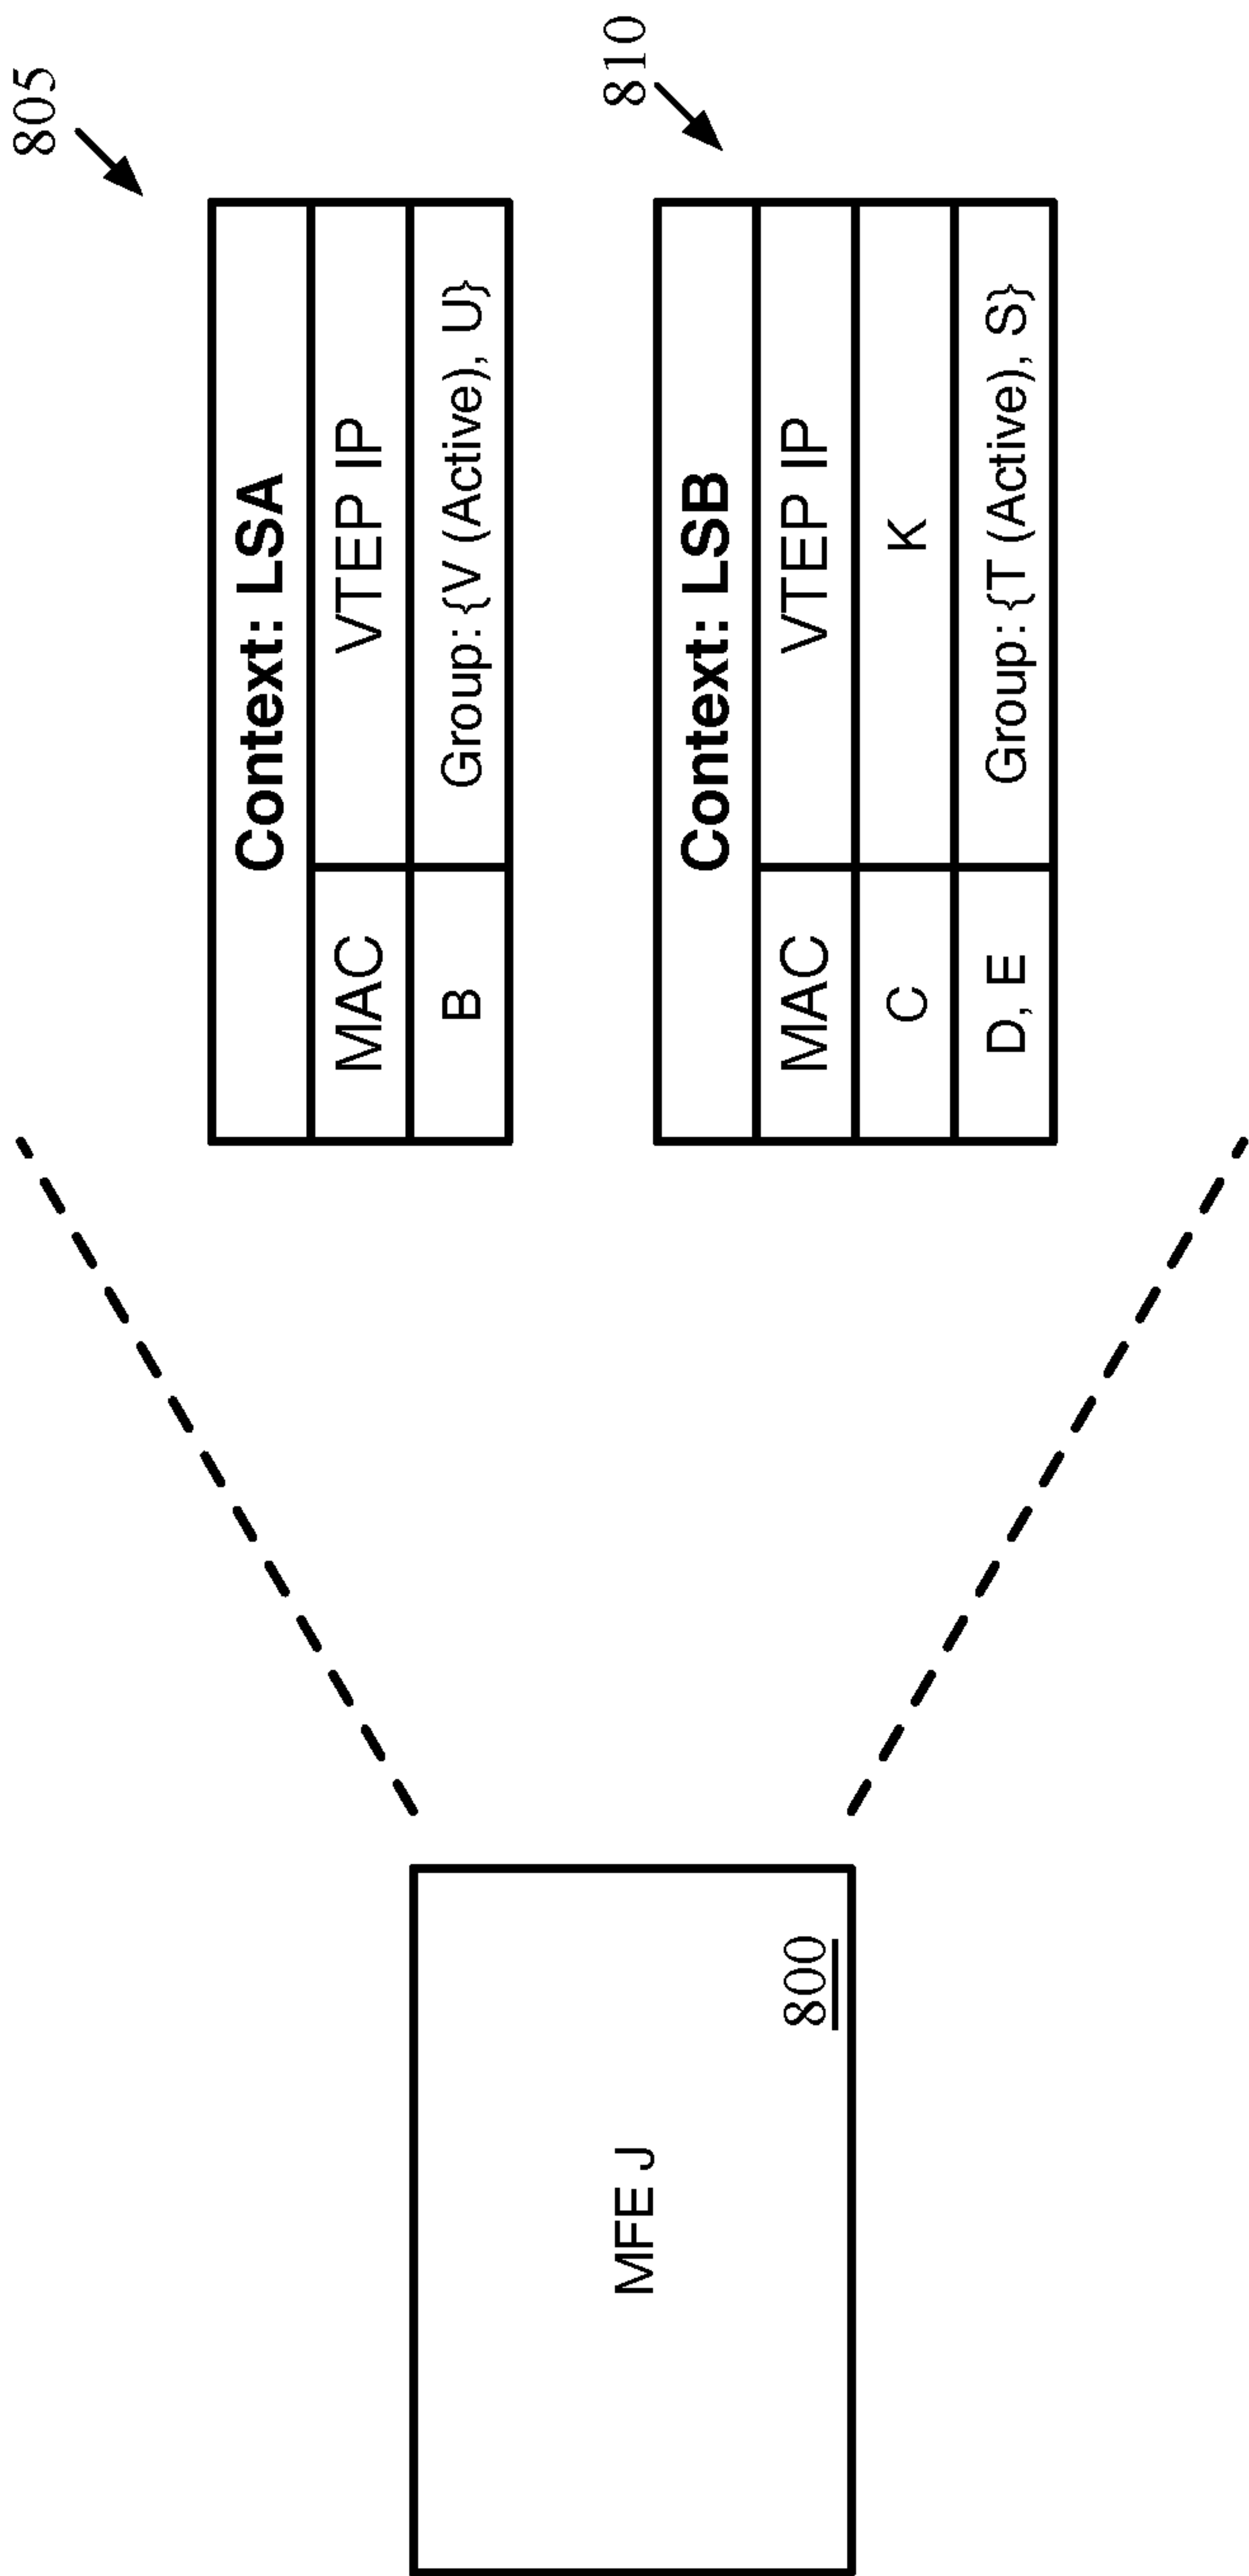 805
Context: LSA
MAC VTEP IP
B Group: {V (Active), U}
810
Context: LSB
MAC VTEP IP
C K
D, E Group: {T (Active), S}
MFE J
800